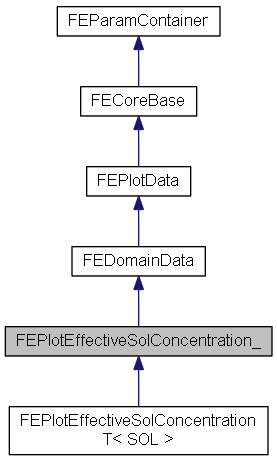 FEParamContainer
FECoreBase
FEPlotData
FEDomainData
FEPlotEffectiveSolConcentration_
FEPlotEffectiveSolConcentration
T< SOL >